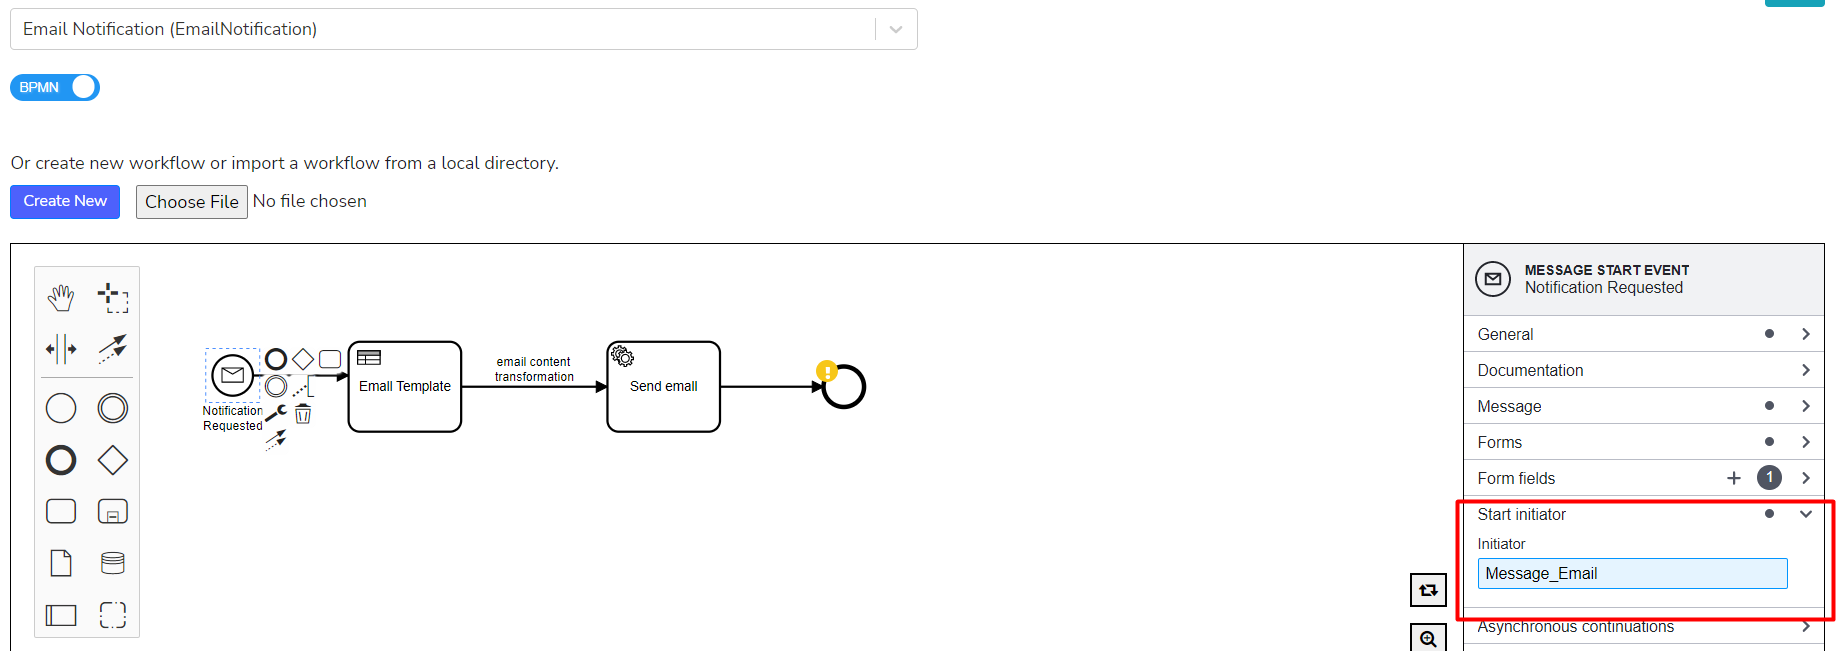 Email Notification (EmailNotification)
BPMN
Or create new workflow or import a workflow from a local directory.
Create New
Choose File No file chosen
MESSAGE START EVENT
Notification Requested
General
Documentation
Message
Forms
Form fields + 1
Start initiator
Initiator
Message_Email
Asynchronous continuations
Notification
Requested
Email Template
email content
transformation
Send email